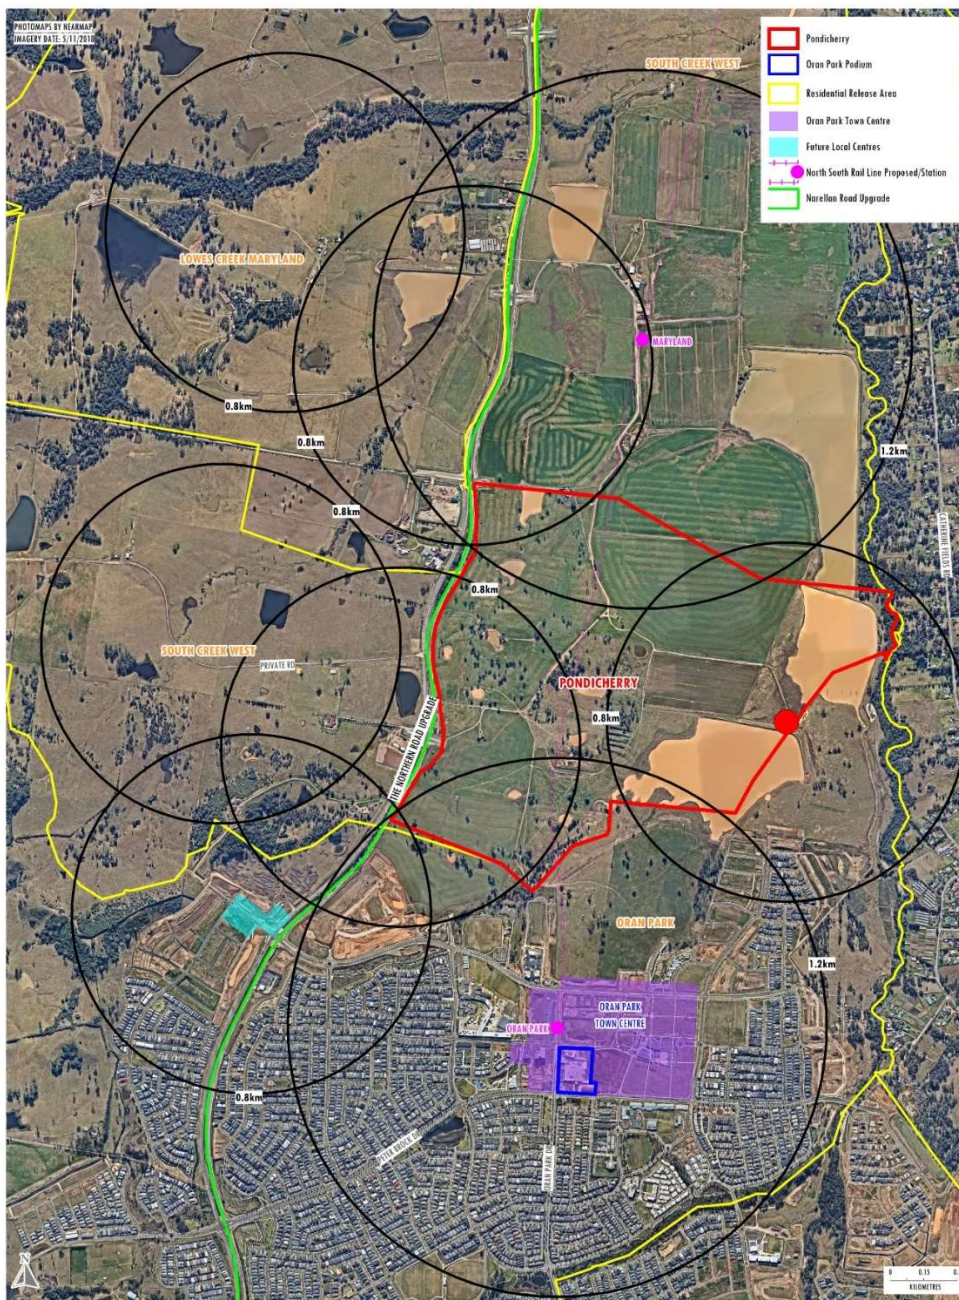 PHOTOMAPS BY NEARMAP
IMAGERY DATE: 5/11/2018
Pondicherry
Oran Park Podium
Residential Release Area
Oran Park Town Centre
Future Local Centres
North South Rail Line Proposed/Station
Narellan Road Upgrade
SOUTH CREEK WEST
LOWES CREEK MARYLAND
MARYLAND
0.8km
0.8km
1.2km
0.8km
CATHERINE FIELDS RD
0.8km
SOUTH CREEK WEST
PRIVATE RD
PONDICHERRY
0.8km
THE NORTHERN ROAD UPGRADE
ORAN PARK
1.2km
ORAN PARK
TOWN CENTRE
ORAN PARK
0.8km
PETER BROCK DR
ORAN PARK DR
N
0 0.15
KILOMETRES